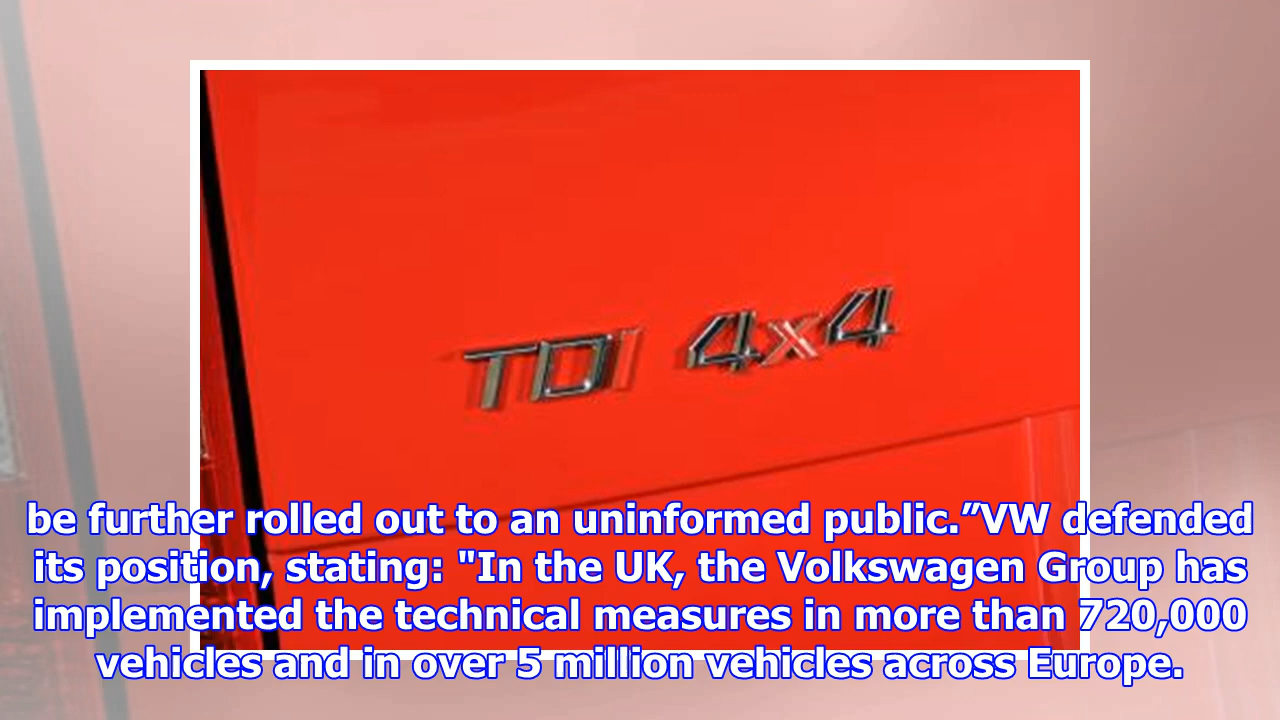 TDI 4x4
be further rolled out to an uninformed public.”VW defended
its position, stating: "In the UK, the Volkswagen Group has
implemented the technical measures in more than 720,000
vehicles and in over 5 million vehicles across Europe.